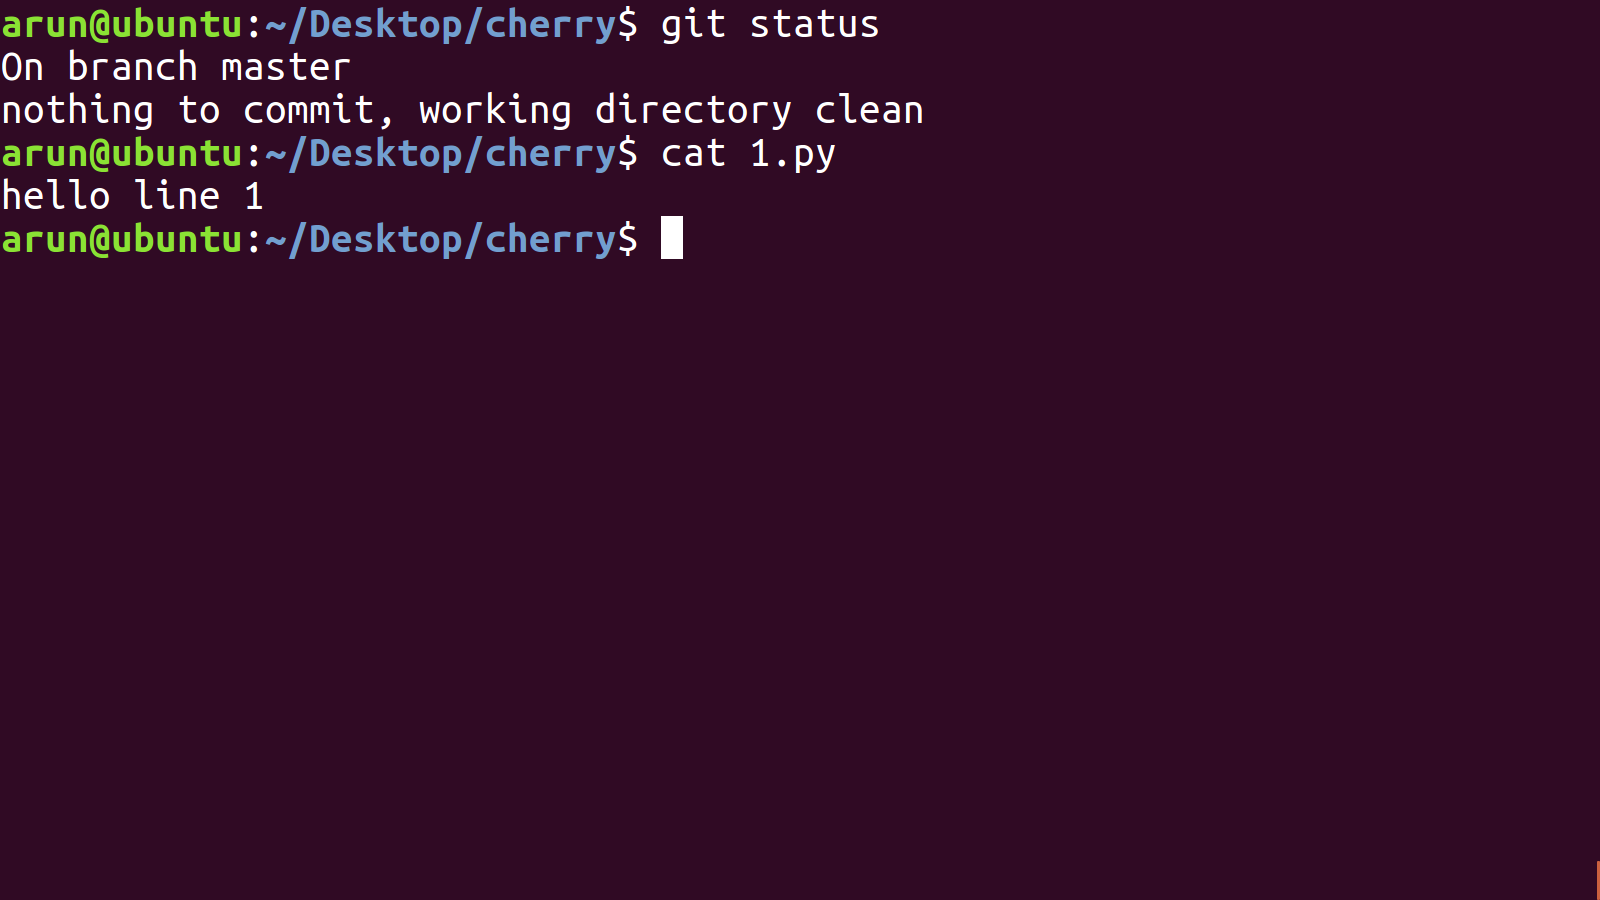 arun@ubuntu:~/Desktop/cherry$ git status
On branch master
nothing to commit, working directory clean
arun@ubuntu:~/Desktop/cherry$ cat 1.py
hello line 1
arun@ubuntu:~/Desktop/cherry$